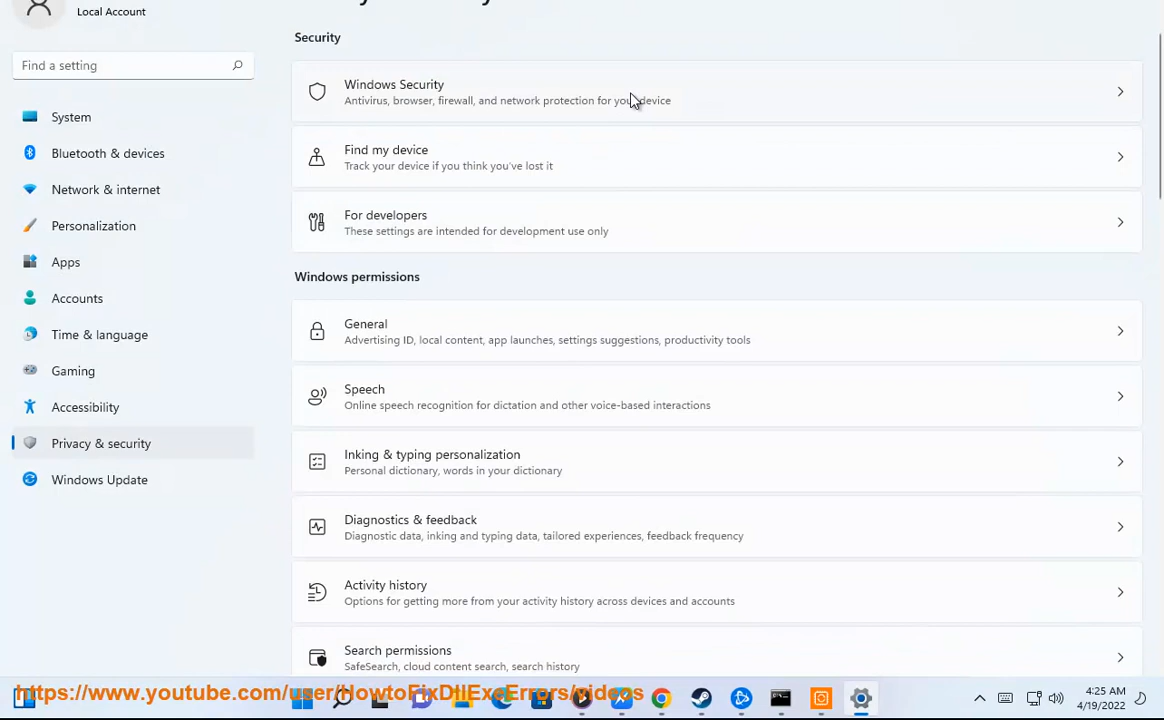 Local Account
Security
Find a setting
Windows Security
Antivirus, browser, firewall, and network protection for your device
System
Find my device
Bluetooth & devices
Track your device if you think you've lost it
Network & internet
For developers
Personalization
These settings are intended for development use only
Apps
Windows permissions
Accounts
General
Time & language
Advertising ID, local content, app launches, settings suggestions, productivity tools
Gaming
Speech
Accessibility
Online speech recognition for dictation and other voice-based interactions
Privacy & security
Inking & typing personalization
Personal dictionary, words in your dictionary
Windows Update
Diagnostics & feedback
Diagnostic data, inking and typing data, tailored experiences, feedback frequency
Activity history
Options for getting more from your activity history across devices and accounts
Search permissions
SafeSearch, cloud content search, search history
https://www.youtube.com/user/HowtoFixDllExeErrors/videos
4:25 AM
4/19/2022